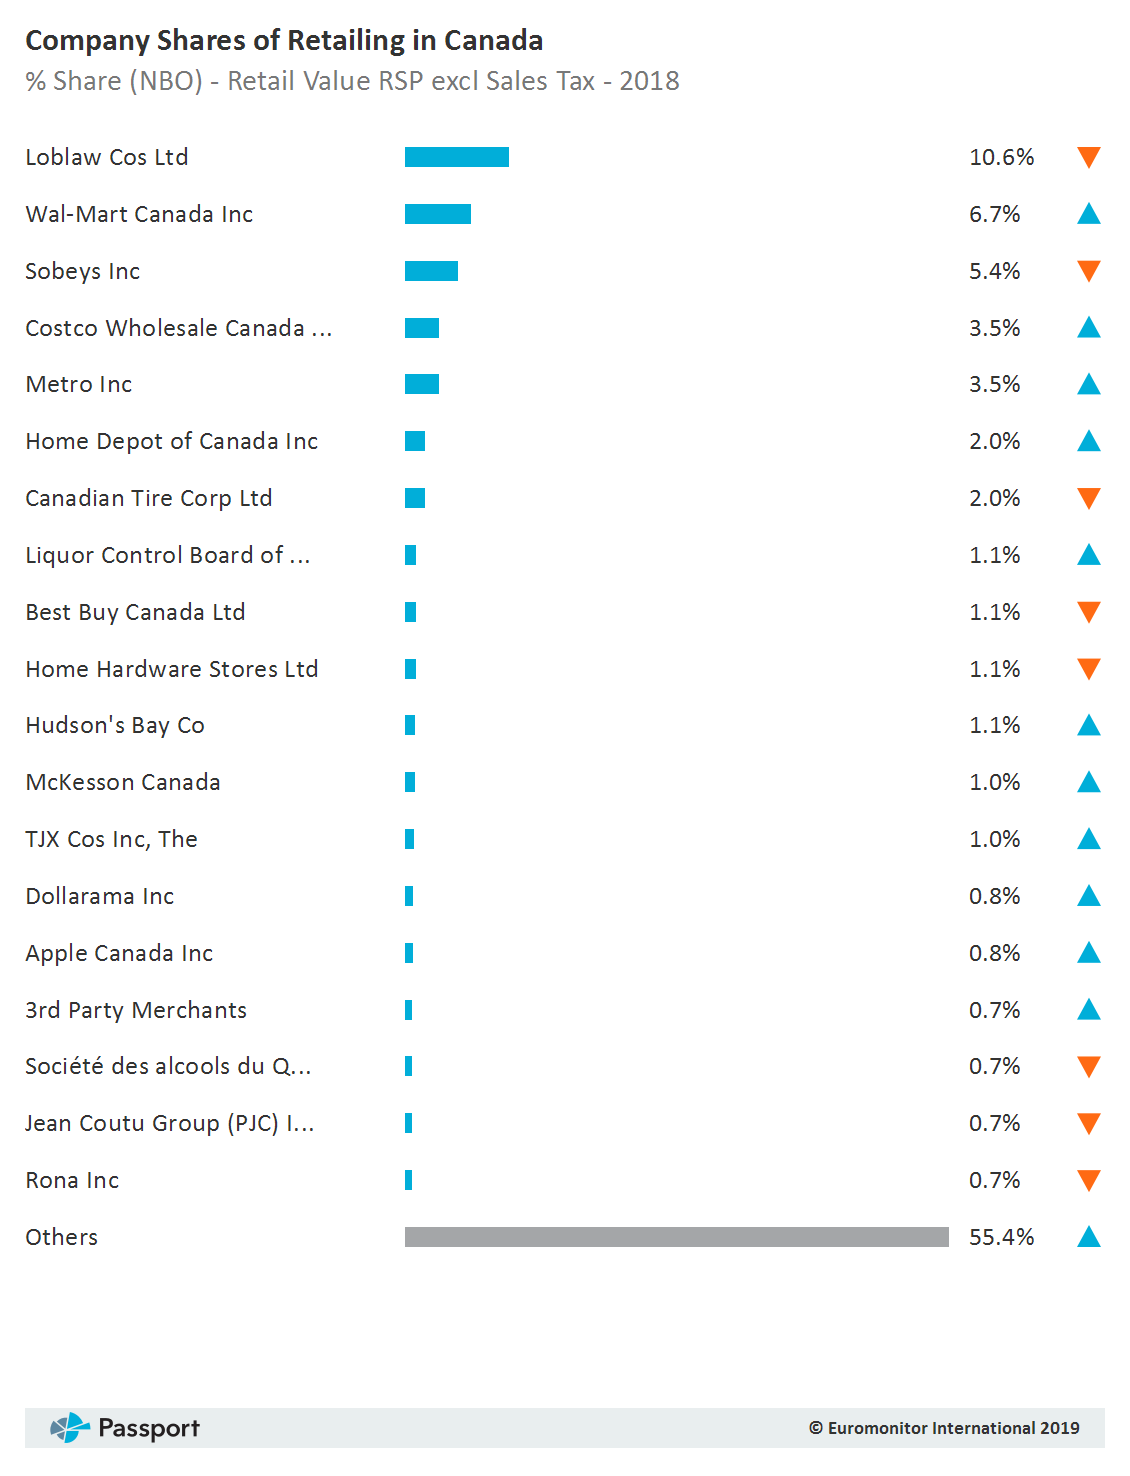 Company Shares of Retailing in Canada
% Share (NBO) - Retail Value RSP excl Sales Tax - 2018
Loblaw Cos Ltd 10.6%
Wal-Mart Canada Inc 6.7%
Sobeys Inc 5.4%
Costco Wholesale Canada ... 3.5%
Metro Inc 3.5%
Home Depot of Canada Inc 2.0%
Canadian Tire Corp Ltd 2.0%
Liquor Control Board of ... 1.1%
Best Buy Canada Ltd 1.1%
Home Hardware Stores Ltd 1.1%
Hudson's Bay Co 1.1%
McKesson Canada 1.0%
TJX Cos Inc, The 1.0%
Dollarama Inc 0.8%
Apple Canada Inc 0.8%
3rd Party Merchants 0.7%
Société des alcools du Q... 0.7%
Jean Coutu Group (PJC) I... 0.7%
Rona Inc 0.7%
Others 55.4%
Passport © Euromonitor International 2019